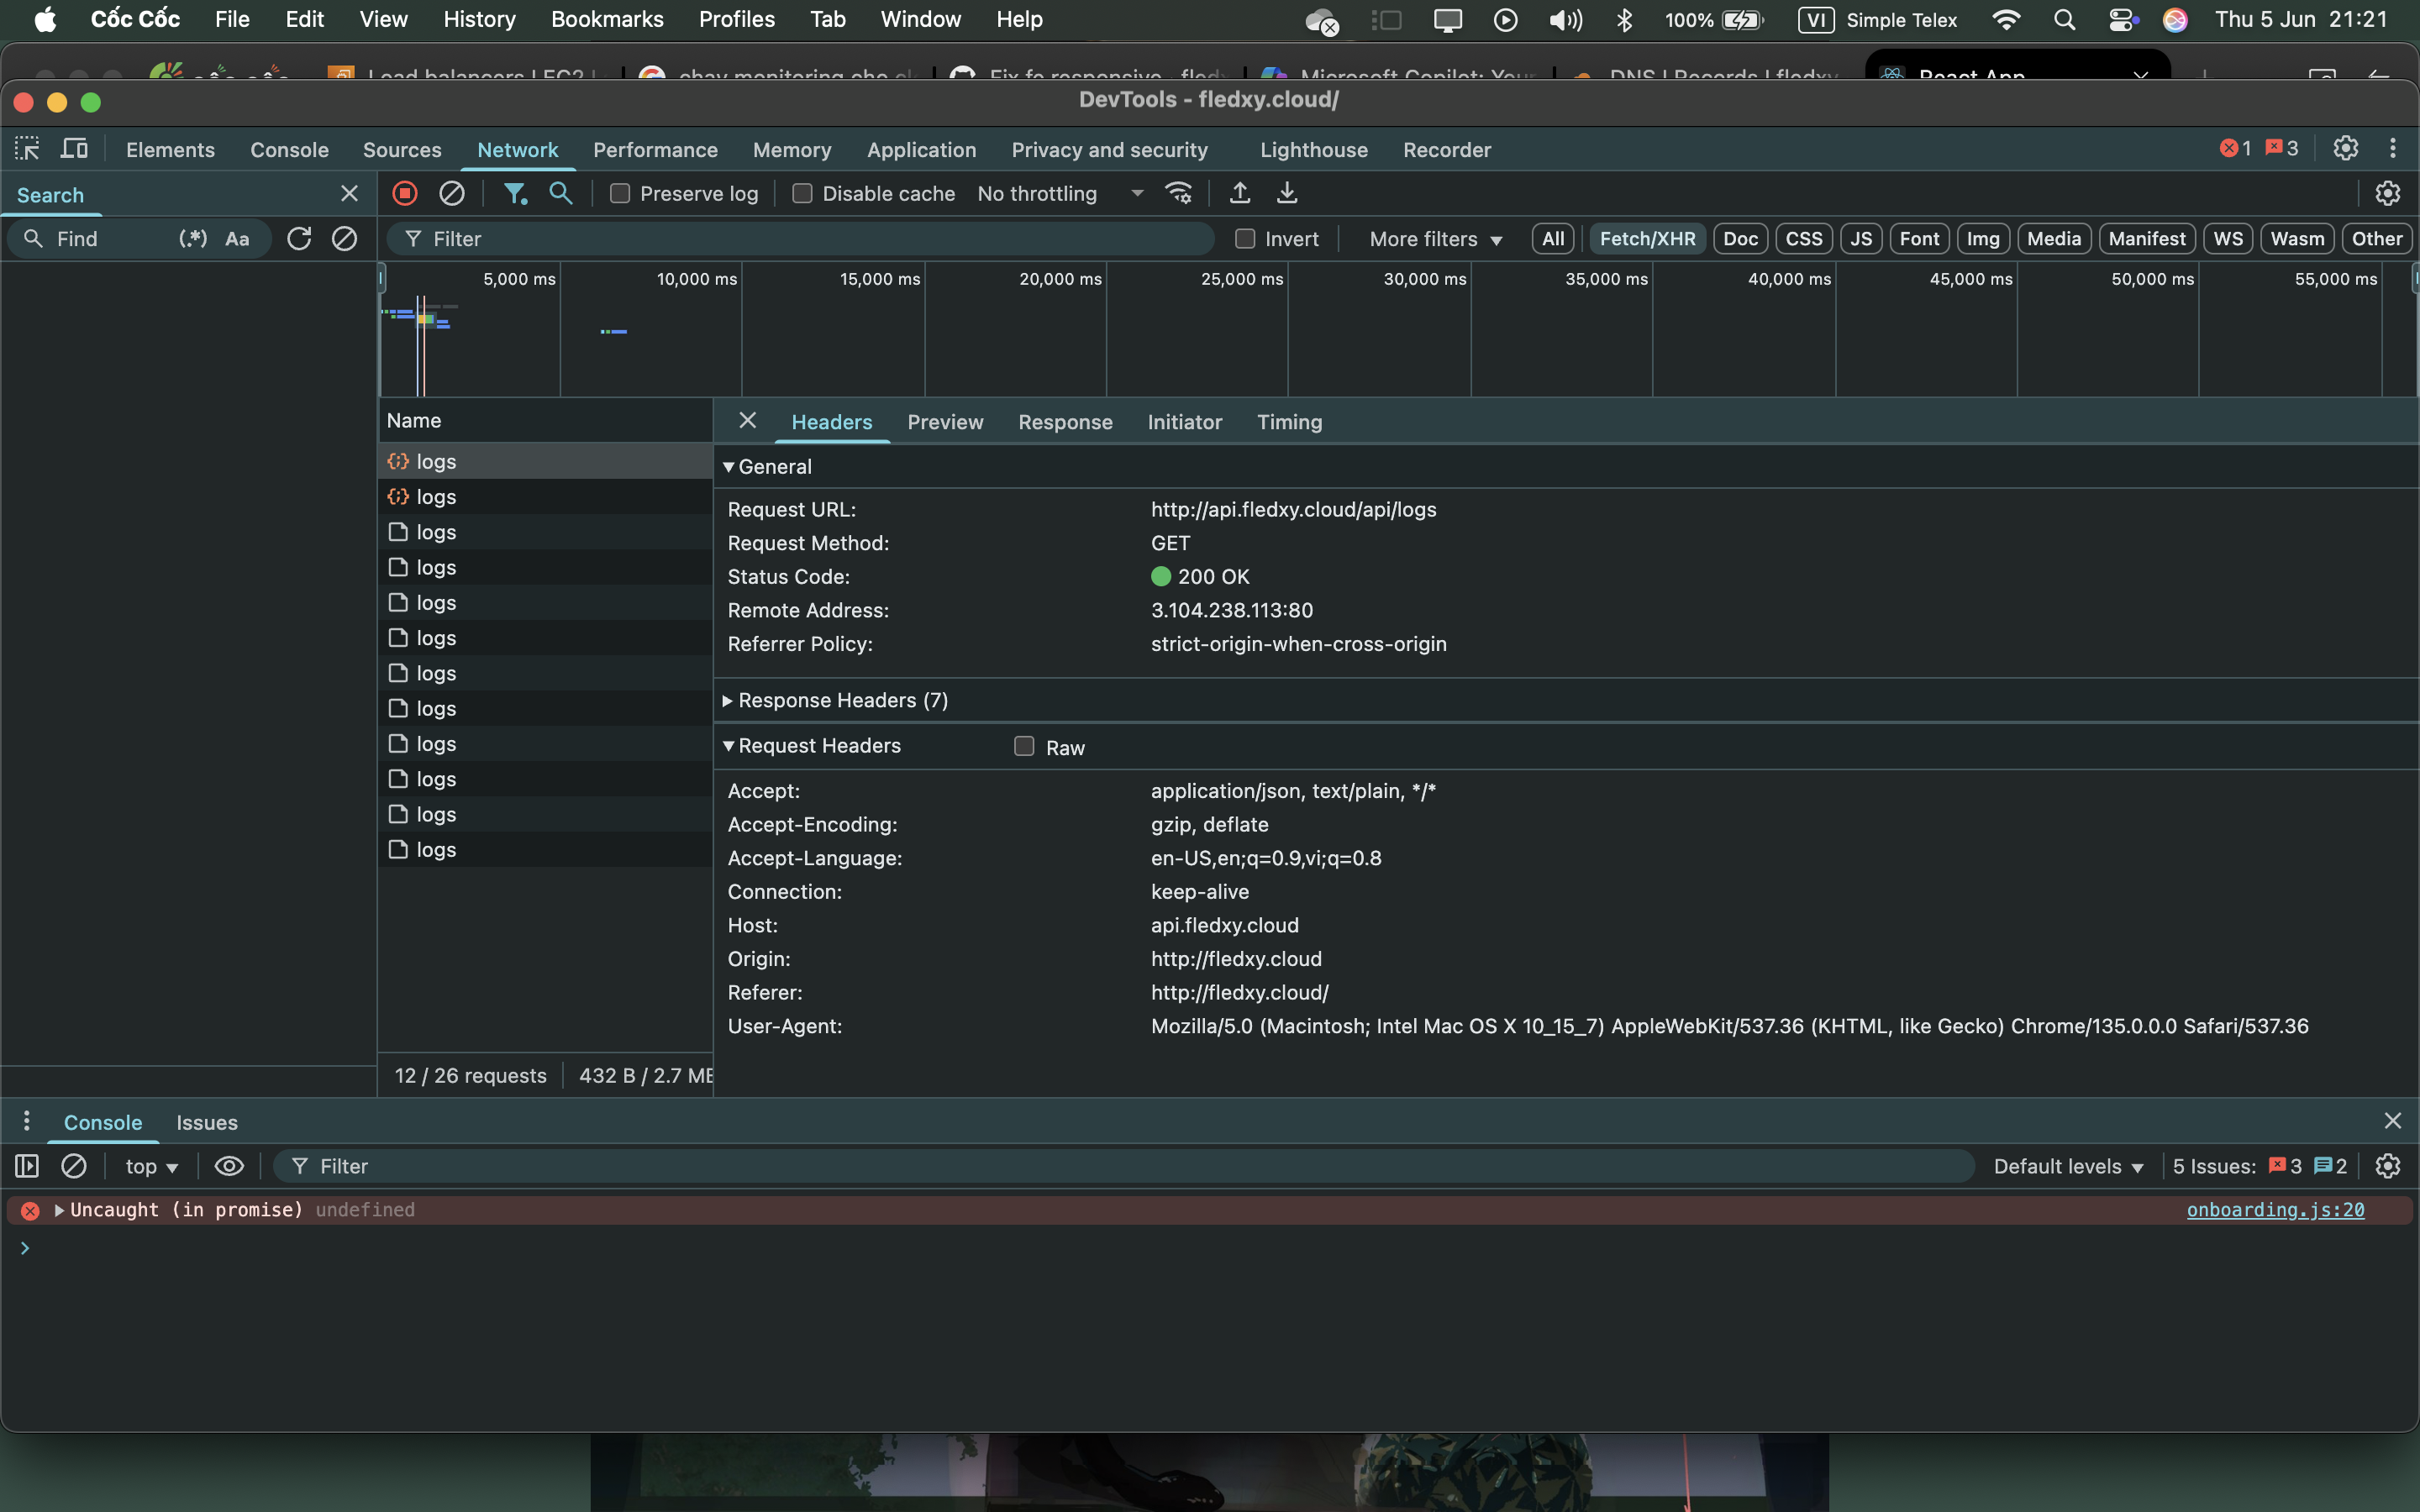 Cốc Cốc File Edit View History Bookmarks Profiles Tab Window Help 100% VI Simple Telex Thu 5 Jun 21:21
Load balancers | EC2 | chay monitoring cho Fix fe responsive · fledx Microsoft Copilot: Your DNS | Records | fledxy React App
DevTools - fledxy.cloud/
Elements Console Sources Network Performance Memory Application Privacy and security Lighthouse Recorder 1 3
Search
Preserve log Disable cache No throttling
Find (.*) Aa
Filter Invert More filters All Fetch/XHR Doc CSS JS Font Img Media Manifest WS Wasm Other
5,000 ms 10,000 ms 15,000 ms 20,000 ms 25,000 ms 30,000 ms 35,000 ms 40,000 ms 45,000 ms 50,000 ms 55,000 ms
Name
logs
logs
logs
logs
logs
logs
logs
logs
logs
logs
logs
logs
12 / 26 requests 432 B / 2.7 M
Headers Preview Response Initiator Timing
General
Request URL: http://api.fledxy.cloud/api/logs
Request Method: GET
Status Code: 200 OK
Remote Address: 3.104.238.113:80
Referrer Policy: strict-origin-when-cross-origin
Response Headers (7)
Request Headers Raw
Accept: application/json, text/plain, */*
Accept-Encoding: gzip, deflate
Accept-Language: en-US,en;q=0.9,vi;q=0.8
Connection: keep-alive
Host: api.fledxy.cloud
Origin: http://fledxy.cloud
Referer: http://fledxy.cloud/
User-Agent: Mozilla/5.0 (Macintosh; Intel Mac OS X 10_15_7) AppleWebKit/537.36 (KHTML, like Gecko) Chrome/135.0.0.0 Safari/537.36
Console Issues
top Filter Default levels 5 Issues: 3 2
Uncaught (in promise) undefined onboarding.js:20